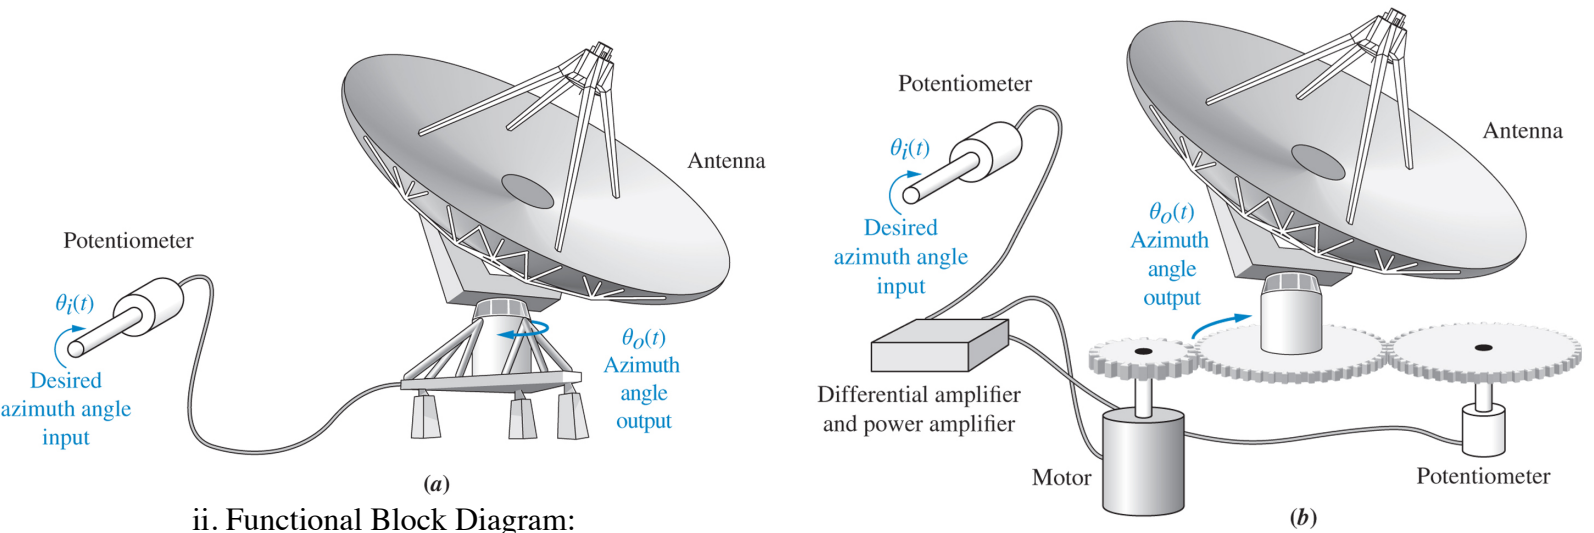 Potentiometer
θi(t)
Desired
azimuth angle
input
Antenna
θo(t)
Azimuth
angle
output
(a)
ii. Functional Block Diagram:
Potentiometer
θi(t)
Desired
azimuth angle
input
Antenna
θo(t)
Azimuth
angle
output
Differential amplifier
and power amplifier
Motor
Potentiometer
(b)